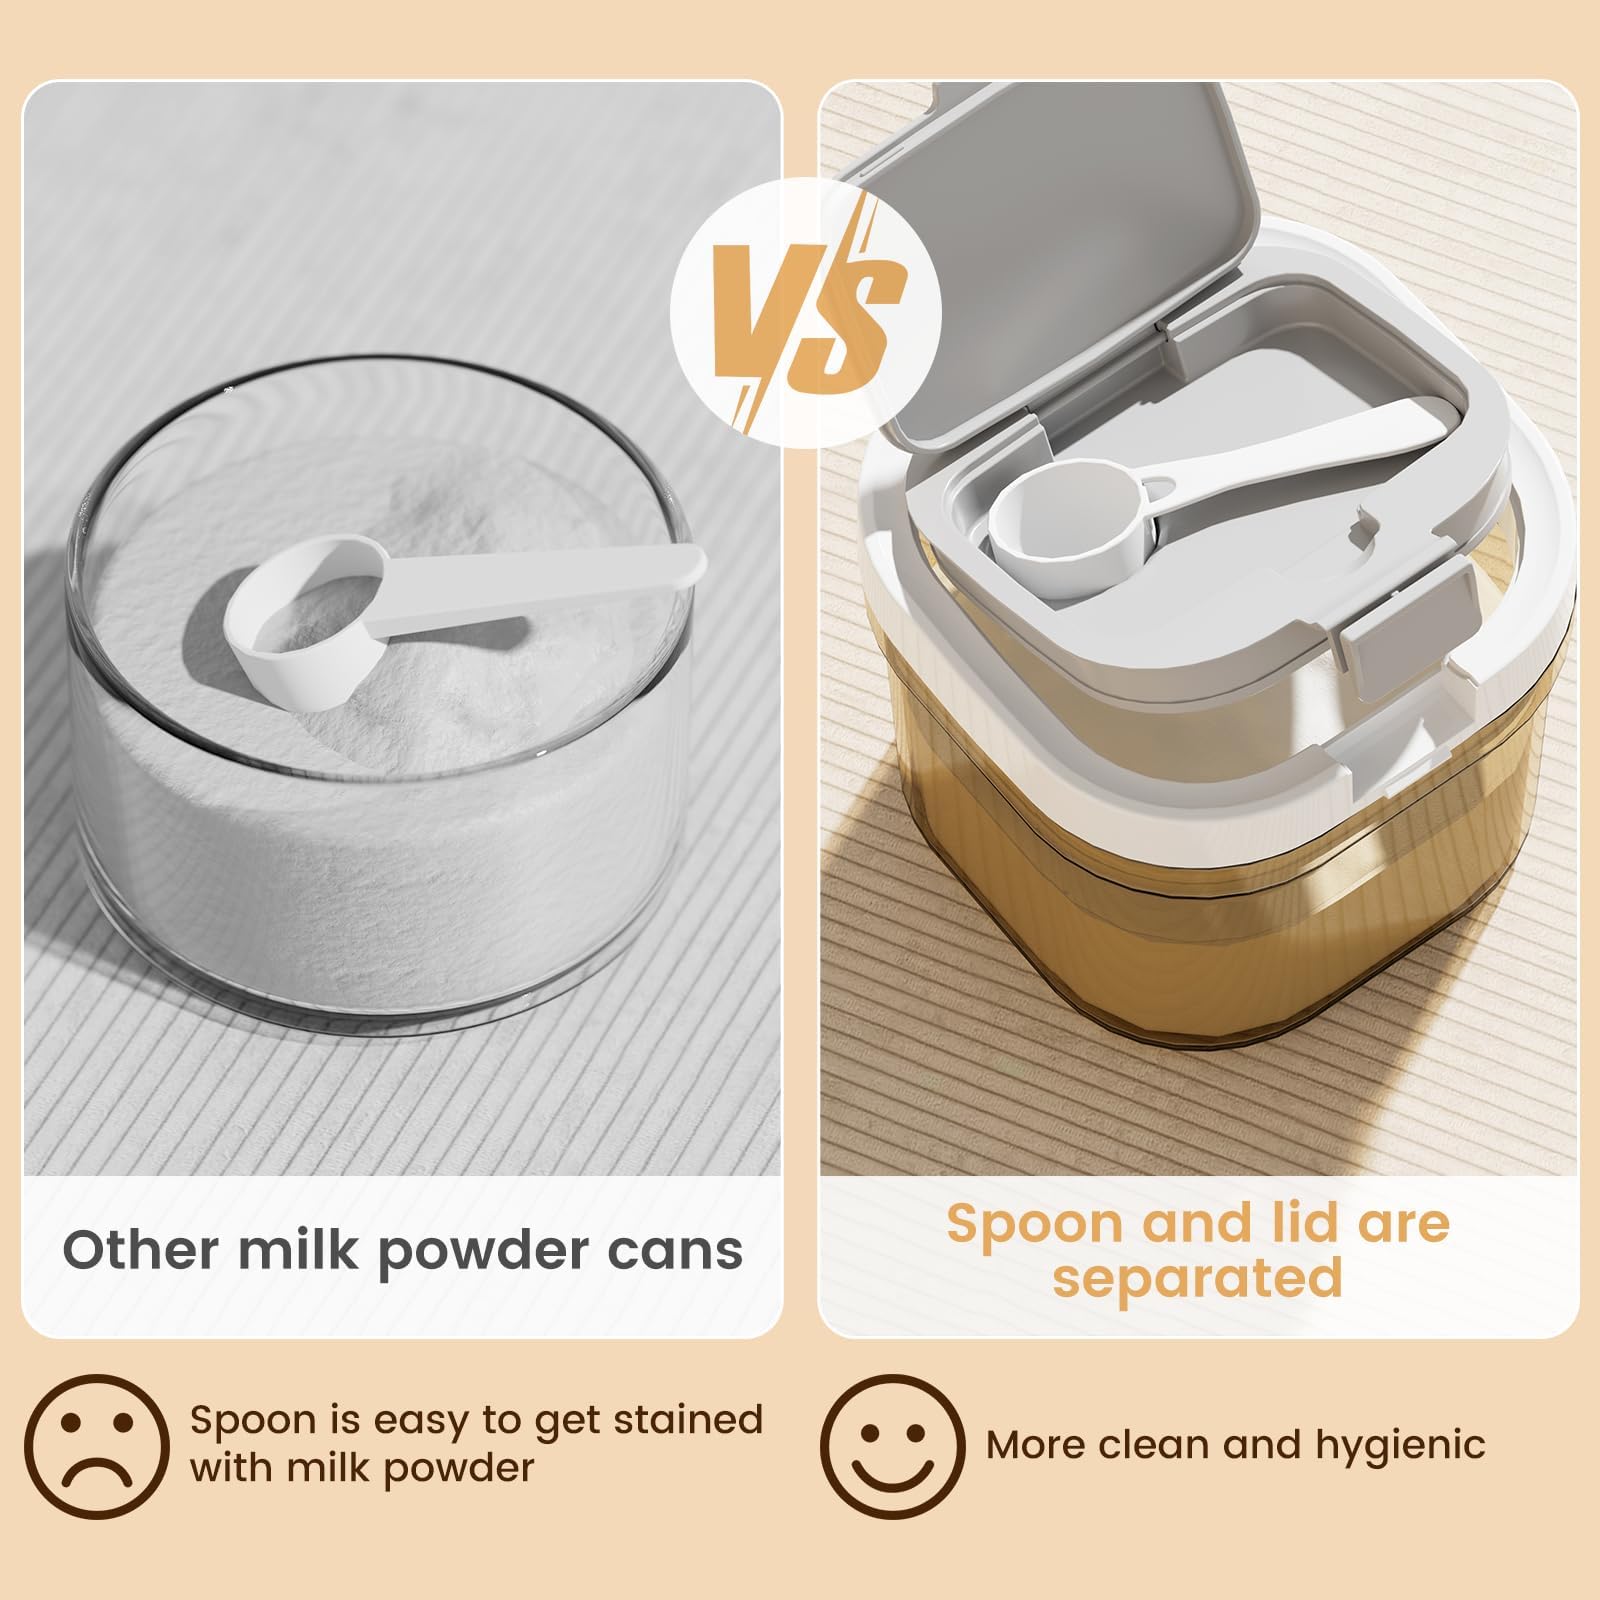 VS
Other milk powder cans
Spoon and lid are
separated
Spoon is easy to get stained
with milk powder
More clean and hygienic